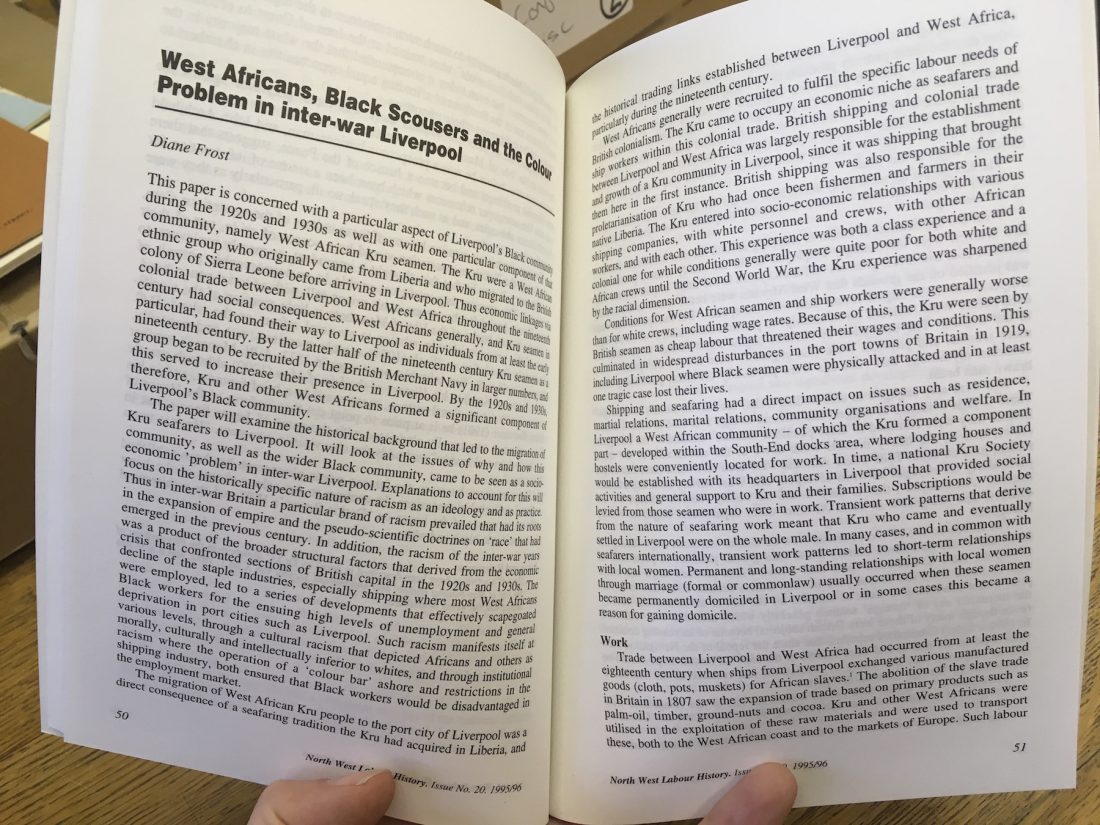 West Africans, Black Scousers and the Colour
Problem in inter-war Liverpool
Diane Frost
This paper is concerned with a particular aspect of Liverpool's Black community
during the 1920s and 1930s as well as with one particular component of that
community, namely West African Kru seamen. The Kru were a West African
ethnic group who originally came from Liberia and who migrated to the British
colony of Sierra Leone before arriving in Liverpool. Thus economic linkages via
colonial trade between Liverpool and West Africa throughout the nineteenth
century had social consequences. West Africans generally, and Kru seamen in
particular, had found their way to Liverpool as individuals from at least the early
nineteenth century. By the latter half of the nineteenth century Kru seamen as a
group began to be recruited by the British Merchant Navy in larger numbers, and
this served to increase their presence in Liverpool. By the 1920s and 1930s,
therefore, Kru and other West Africans formed a significant component of
Liverpool's Black community.
The paper will examine the historical background that led to the migration of
Kru seafarers to Liverpool. It will look at the issues of why and how this
community, as well as the wider Black community, came to be seen as a socio-
economic 'problem' in inter-war Liverpool. Explanations to account for this will
focus on the historically specific nature of racism as an ideology and as practice.
Thus in inter-war Britain a particular brand of racism prevailed that had its roots
in the expansion of empire and the pseudo-scientific doctrines on 'race' that had
emerged in the previous century. In addition, the racism of the inter-war years
was a product of the broader structural factors that derived from the economic
crisis that confronted sections of British capital in the 1920s and 1930s. The
decline of the staple industries, especially shipping where most West Africans
were employed, led to a series of developments that effectively scapegoated
Black workers for the ensuing high levels of unemployment and general
deprivation in port cities such as Liverpool. Such racism manifests itself at
various levels, through a cultural racism that depicted Africans and others as
morally, culturally and intellectually inferior to whites, and through institutional
racism where the operation of a 'colour bar' ashore and restrictions in the
shipping industry, both ensured that Black workers would be disadvantaged in
the employment market.
The migration of West African Kru people to the port city of Liverpool was a
direct consequence of a seafaring tradition the Kru had acquired in Liberia, and
50
North West History, Issue No. 20. 1995/96
the historical trading links established between Liverpool and West Africa,
particularly during the nineteenth century.
West Africans generally were recruited to fulfil the specific labour needs of
British colonialism. The Kru came to occupy an economic niche as seafarers and
ship workers within this colonial trade. British shipping and colonial trade
between Liverpool and West Africa was largely responsible for the establishment
and growth of a Kru community in Liverpool, since it was shipping that brought
them here in the first instance. British shipping was also responsible for the
proletarianisation of Kru who had once been fishermen and farmers in their
native Liberia. The Kru entered into socio-economic relationships with various
shipping companies, with white personnel and crews, with other African
workers, and with each other. This experience was both a class experience and a
colonial one for while conditions generally were quite poor for both white and
African crews until the Second World War, the Kru experience was sharpened
by the racial dimension.
Conditions for West African seamen and ship workers were generally worse
than for white crews, including wage rates. Because of this, the Kru were seen by
British seamen as cheap labour that threatened their wages and conditions. This
culminated in widespread disturbances in the port towns of Britain in 1919,
including Liverpool where Black seamen were physically attacked and in at least
one tragic case lost their lives.
Shipping and seafaring had a direct impact on issues such as residence,
martial relations, marital relations, community organisations and welfare. In
Liverpool a West African community – of which the Kru formed a component
part – developed within the South-End docks area, where lodging houses and
hostels were conveniently located for work. In time, a national Kru Society
would be established with its headquarters in Liverpool that provided social
activities and general support to Kru and their families. Subscriptions would be
levied from those seamen who were in work. Transient work patterns that derive
from the nature of seafaring work meant that Kru who came and eventually
settled in Liverpool were on the whole male. In many cases, and in common with
seafarers internationally, transient work patterns led to short-term relationships
with local women. Permanent and long-standing relationships with local women
through marriage (formal or commonlaw) usually occurred when these seamen
became permanently domiciled in Liverpool or in some cases this became a
reason for gaining domicile.
Work
Trade between Liverpool and West Africa had occurred from at least the
eighteenth century when ships from Liverpool exchanged various manufactured
goods (cloth, pots, muskets) for African slaves.¹ The abolition of the slave trade
in Britain in 1807 saw the expansion of trade based on primary products such as
palm-oil, timber, ground-nuts and cocoa. Kru and other West Africans were
utilised in the exploitation of these raw materials and were used to transport
these, both to the West African coast and to the markets of Europe. Such labour
51
North West Labour History. 1995/96